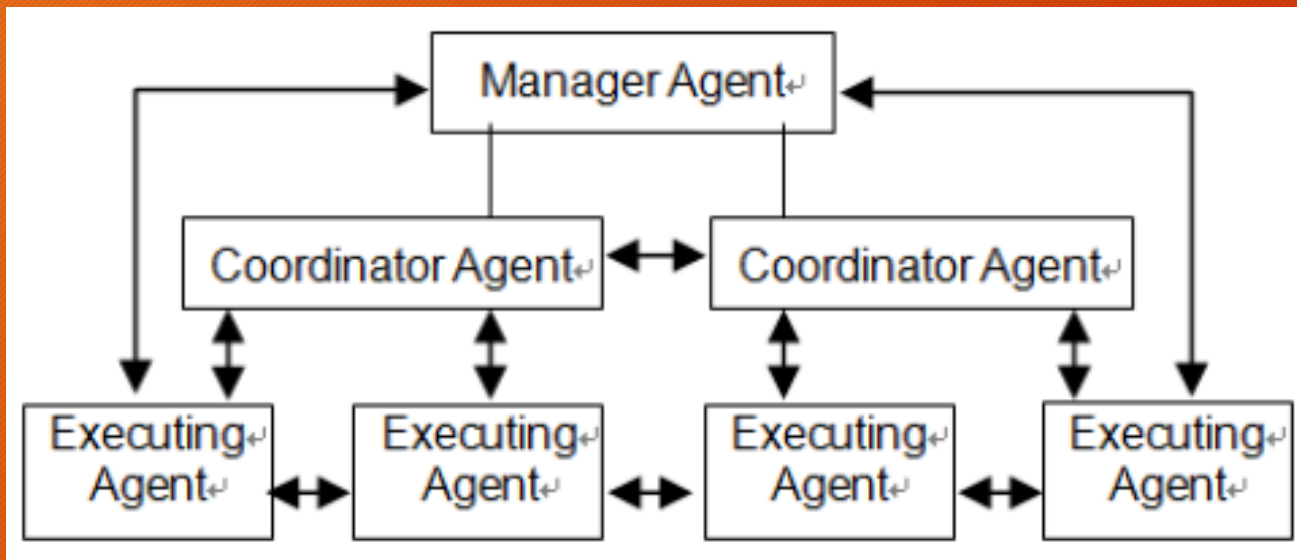 Manager Agent
Coordinator Agent
Coordinator Agent
Executing
Agent
Executing
Agent
Executing
Agent
Executing
Agent